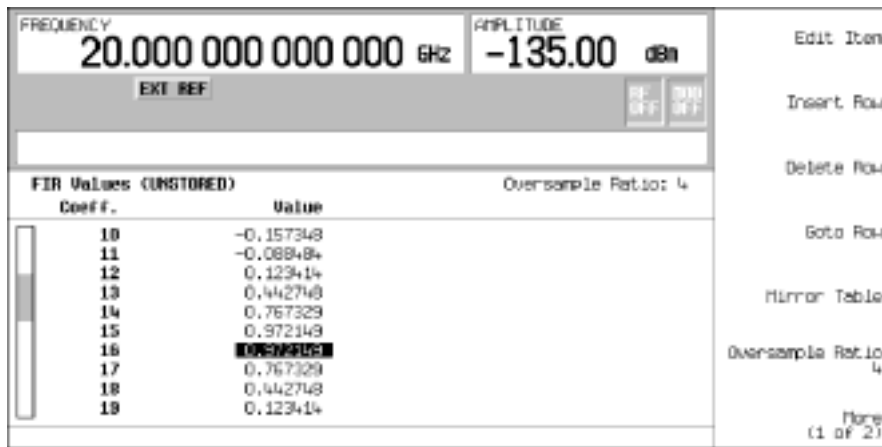 FREQUENCY
20.000 000 000 000 GHz
AMPLITUDE
-135.00 dBm
EXT REF
RF OFF
MOD OFF
FIR Values (UNSTORED)
Oversample Ratio: 4
Coeff. Value
10 -0.157348
11 -0.088484
12 0.123414
13 0.442748
14 0.767329
15 0.972149
16 0.972149
17 0.767329
18 0.442748
19 0.123414
Edit Item
Insert Row
Delete Row
Goto Row
Mirror Table
Oversample Ratio
4
More
(1 of 2)